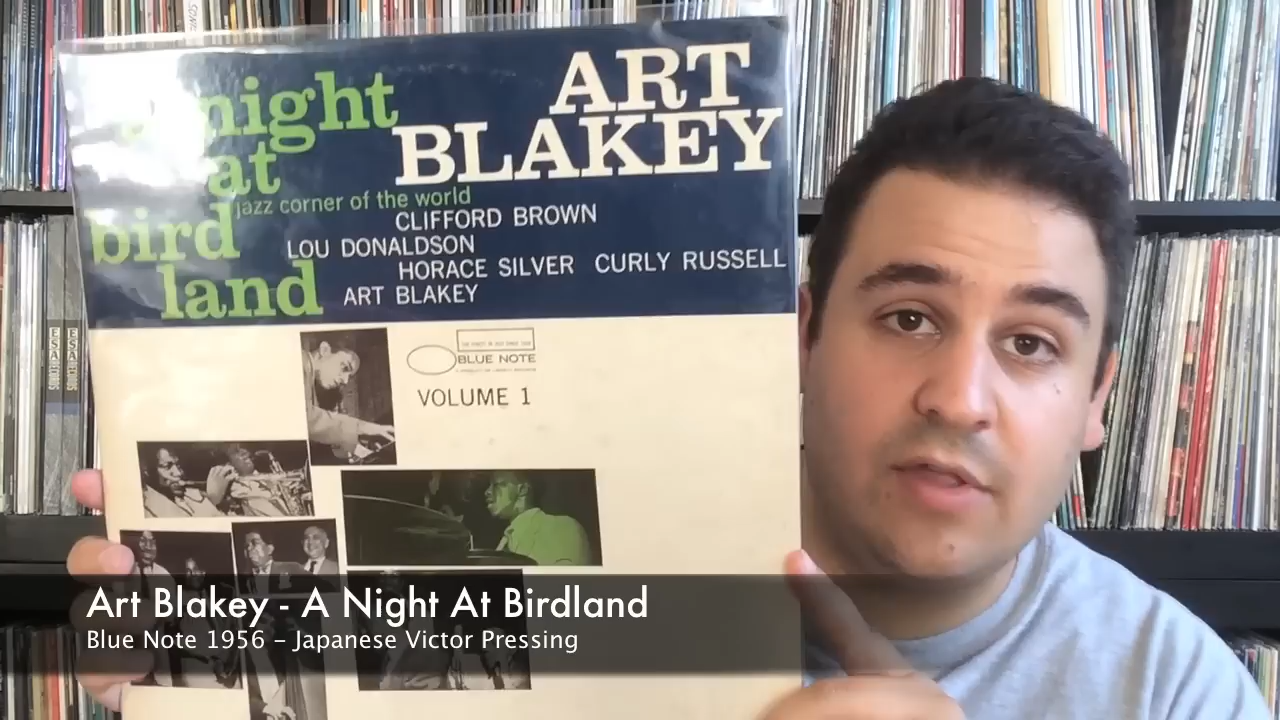 a night
at
bird
land
ART
BLAKEY
jazz corner of the world
CLIFFORD BROWN
LOU DONALDSON
HORACE SILVER CURLY RUSSELL
ART BLAKEY
BLUE NOTE
VOLUME 1
Art Blakey - A Night At Birdland
Blue Note 1956 – Japanese Victor Pressing